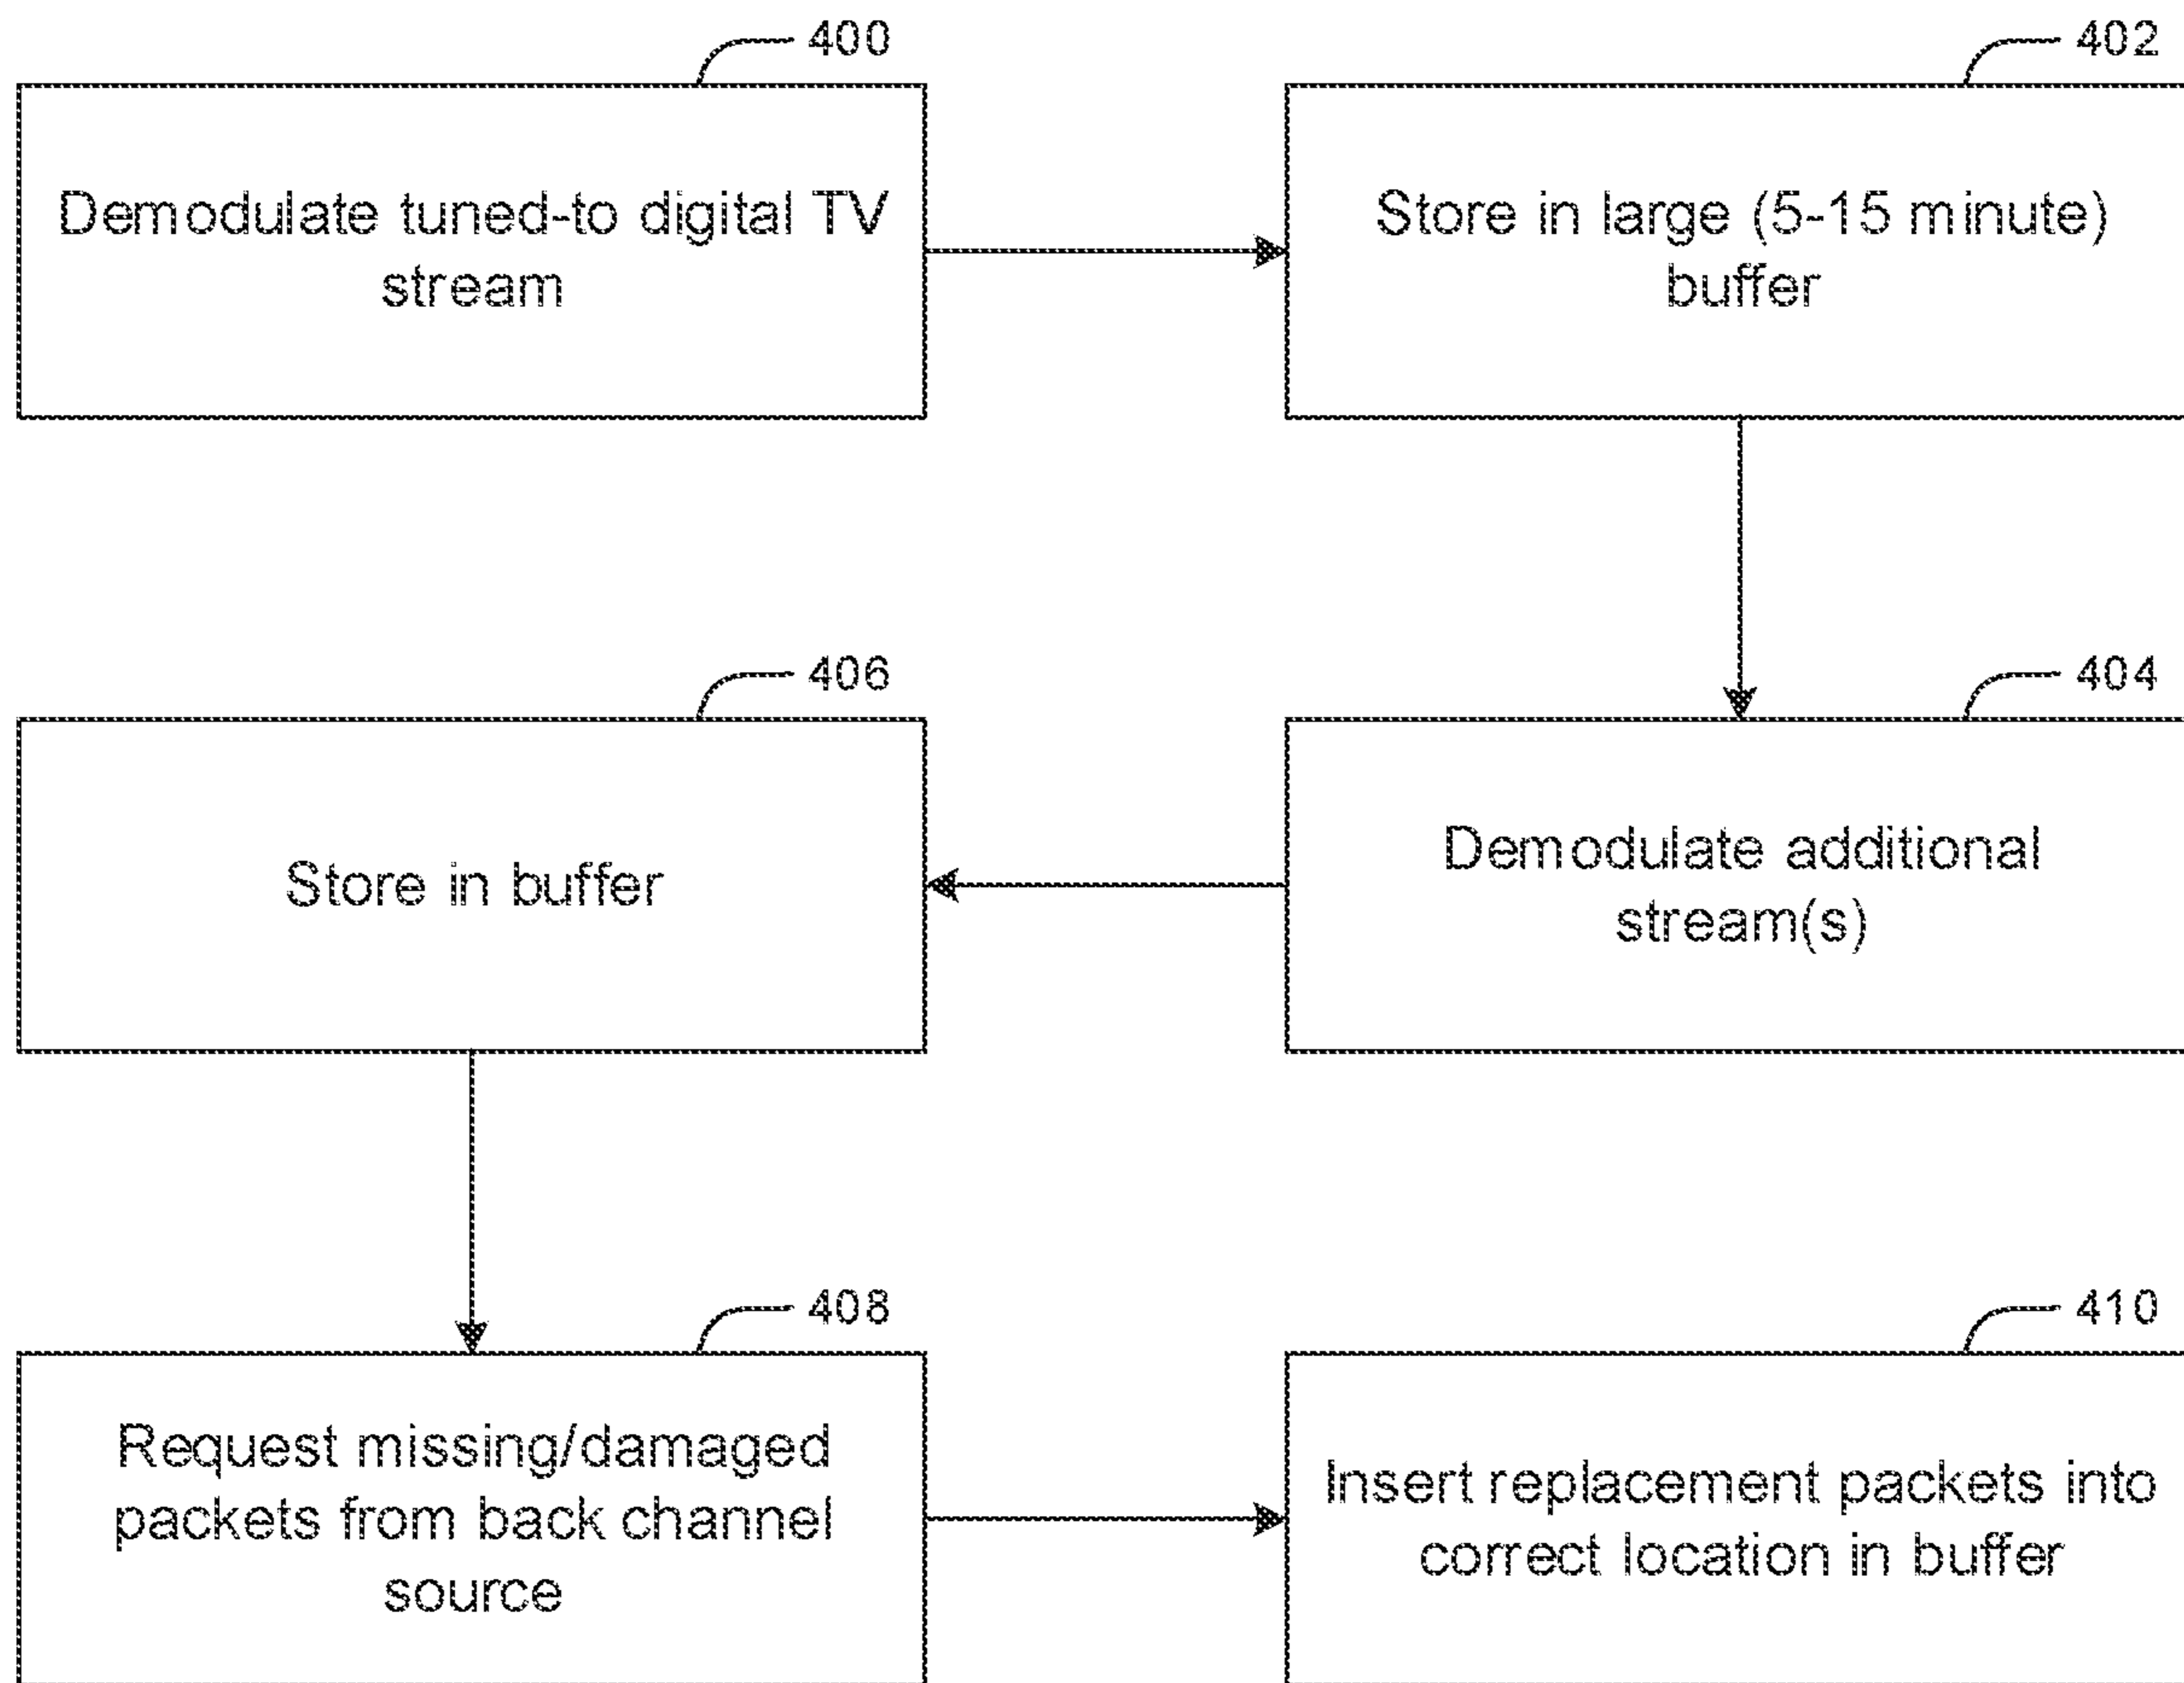 400
Demodulate tuned-to digital TV
stream
402
Store in large (5-15 minute)
buffer
404
Demodulate additional
stream(s)
406
Store in buffer
408
Request missing/damaged
packets from back channel
source
410
Insert replacement packets into
correct location in buffer